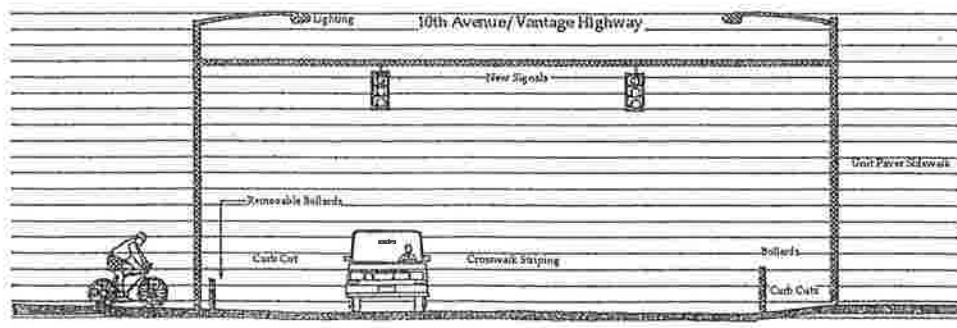 Lighting
10th Avenue/Vantage Highway
New Signals
Unit Paver Sidewalk
Removable Bollards
Curb Cut
Crosswalk Striping
Bollards
Curb Cuts